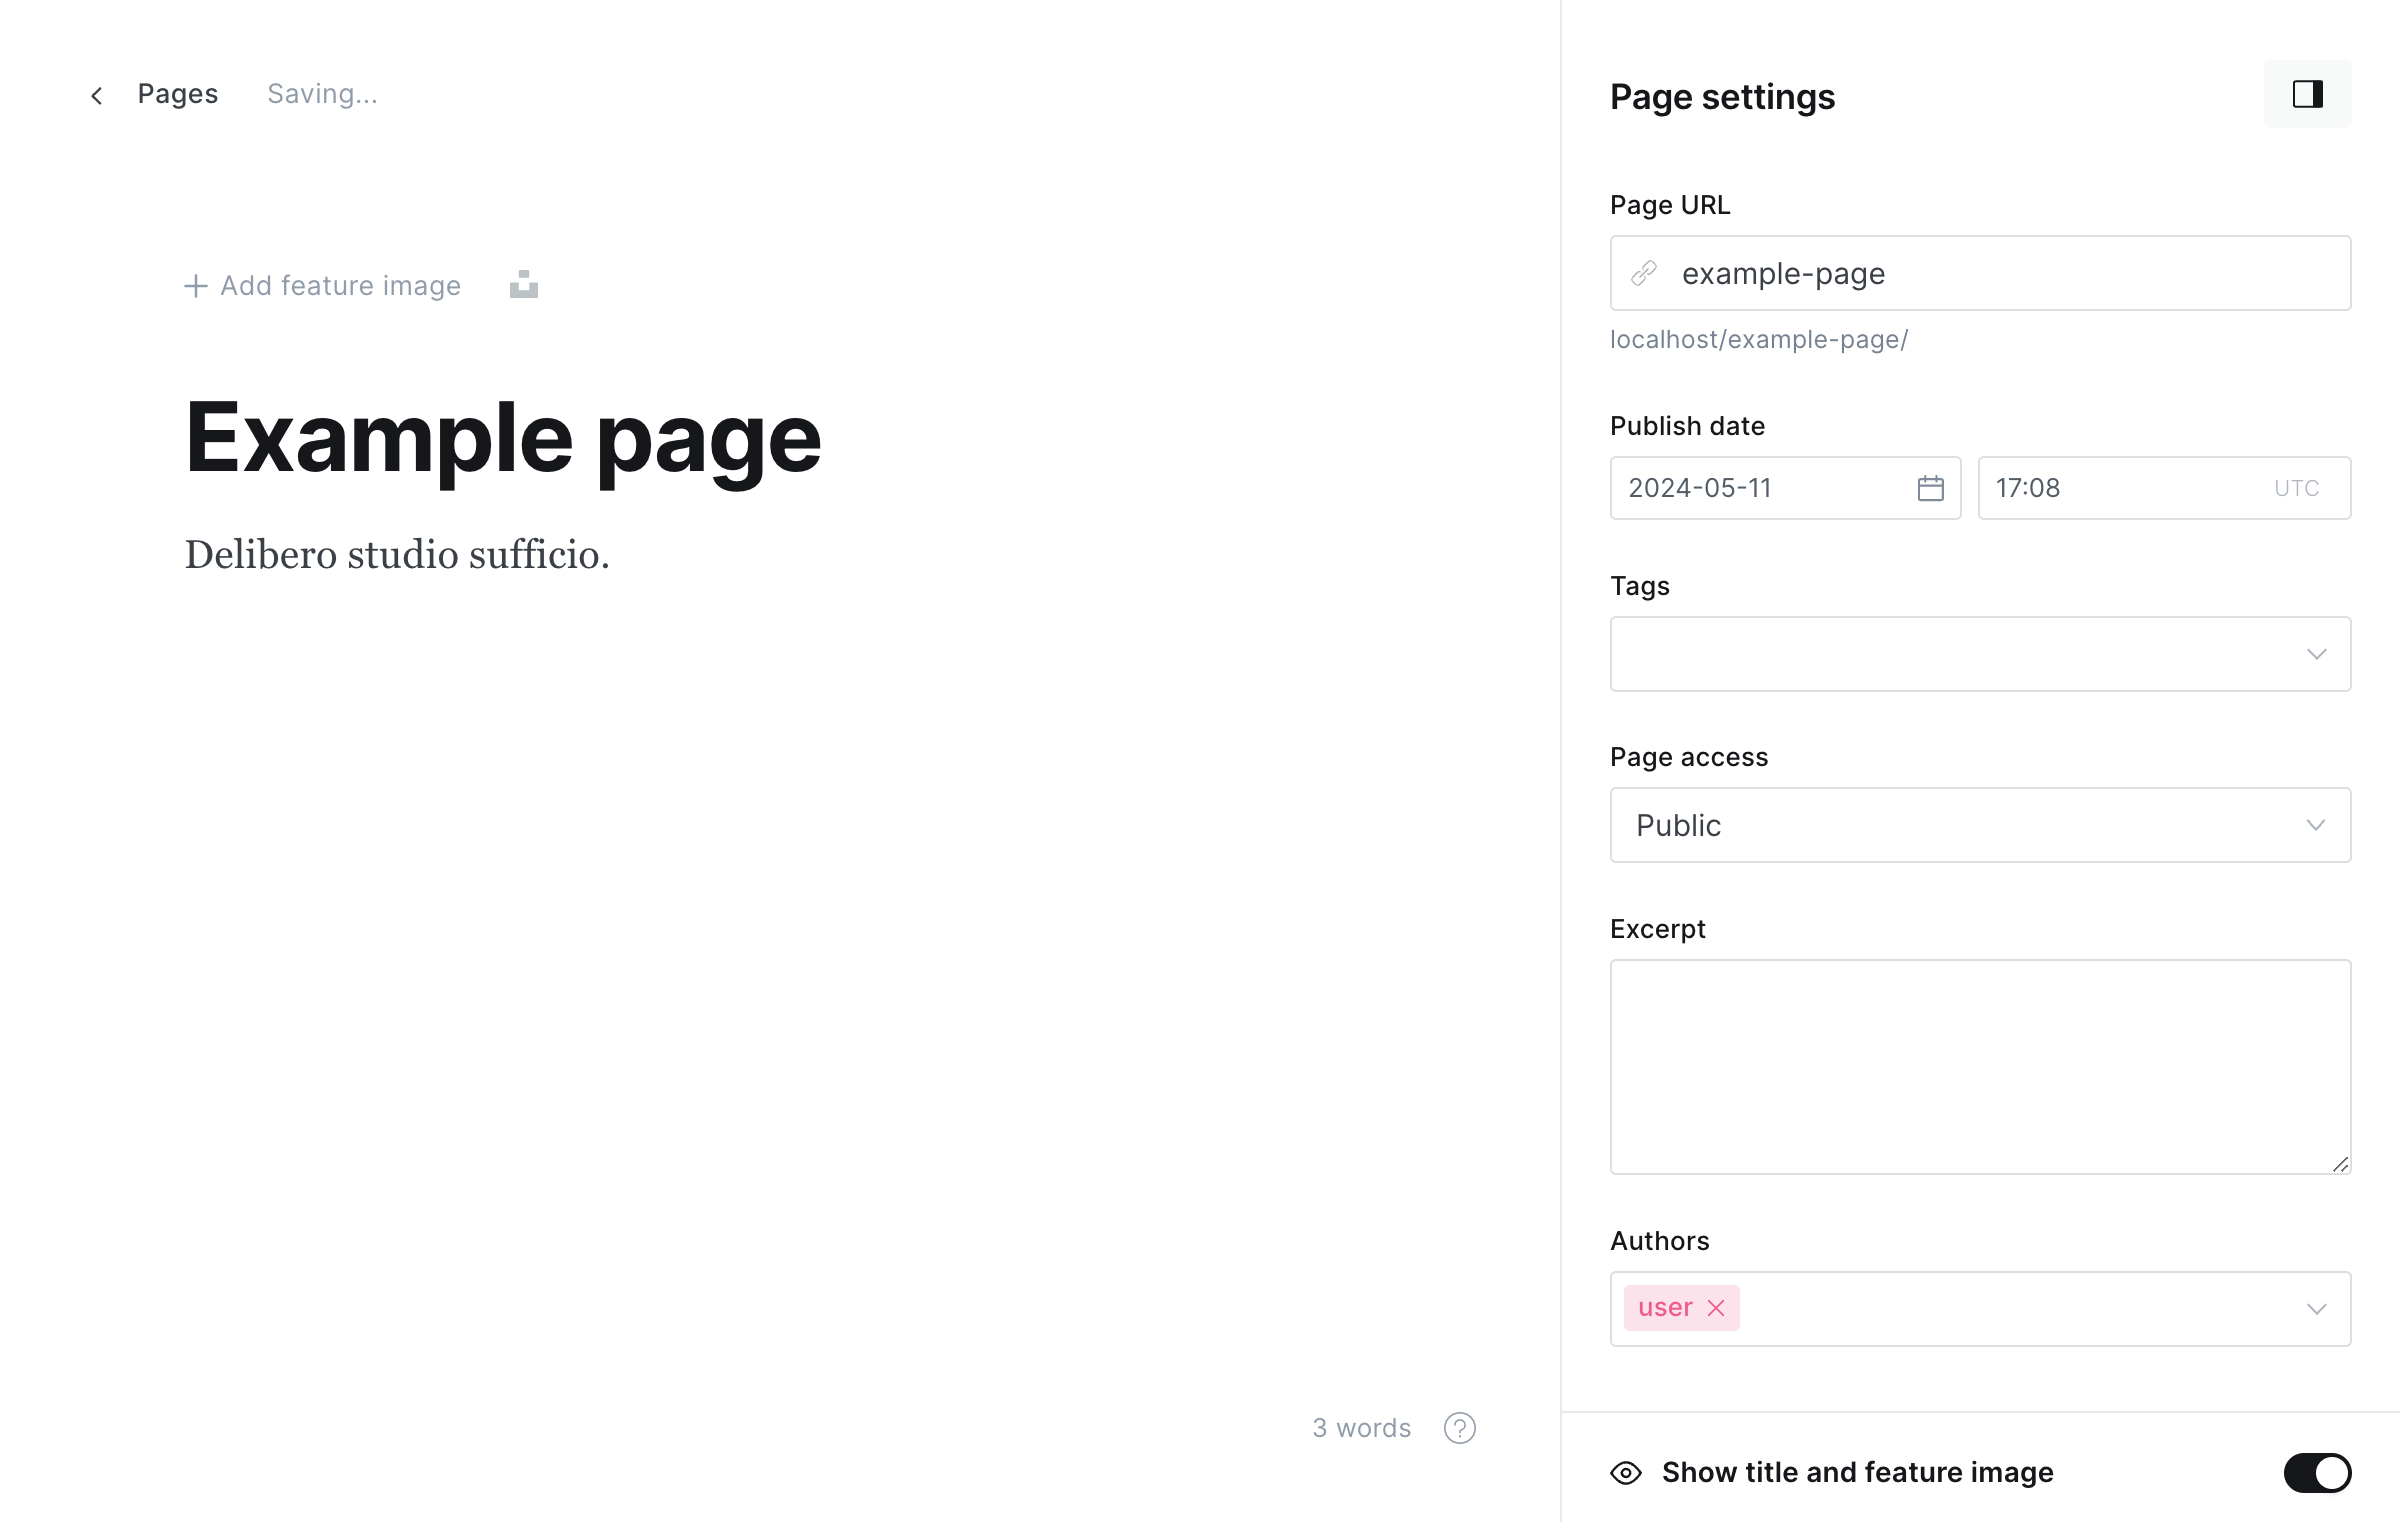 Pages
Saving...
Add feature image
Example page
Delibero studio sufficio.
3 words
?
Page settings
Page URL
example-page
localhost/example-page/
Publish date
2024-05-11
17:08 UTC
Tags
Page access
Public
Excerpt
Authors
user
Show title and feature image